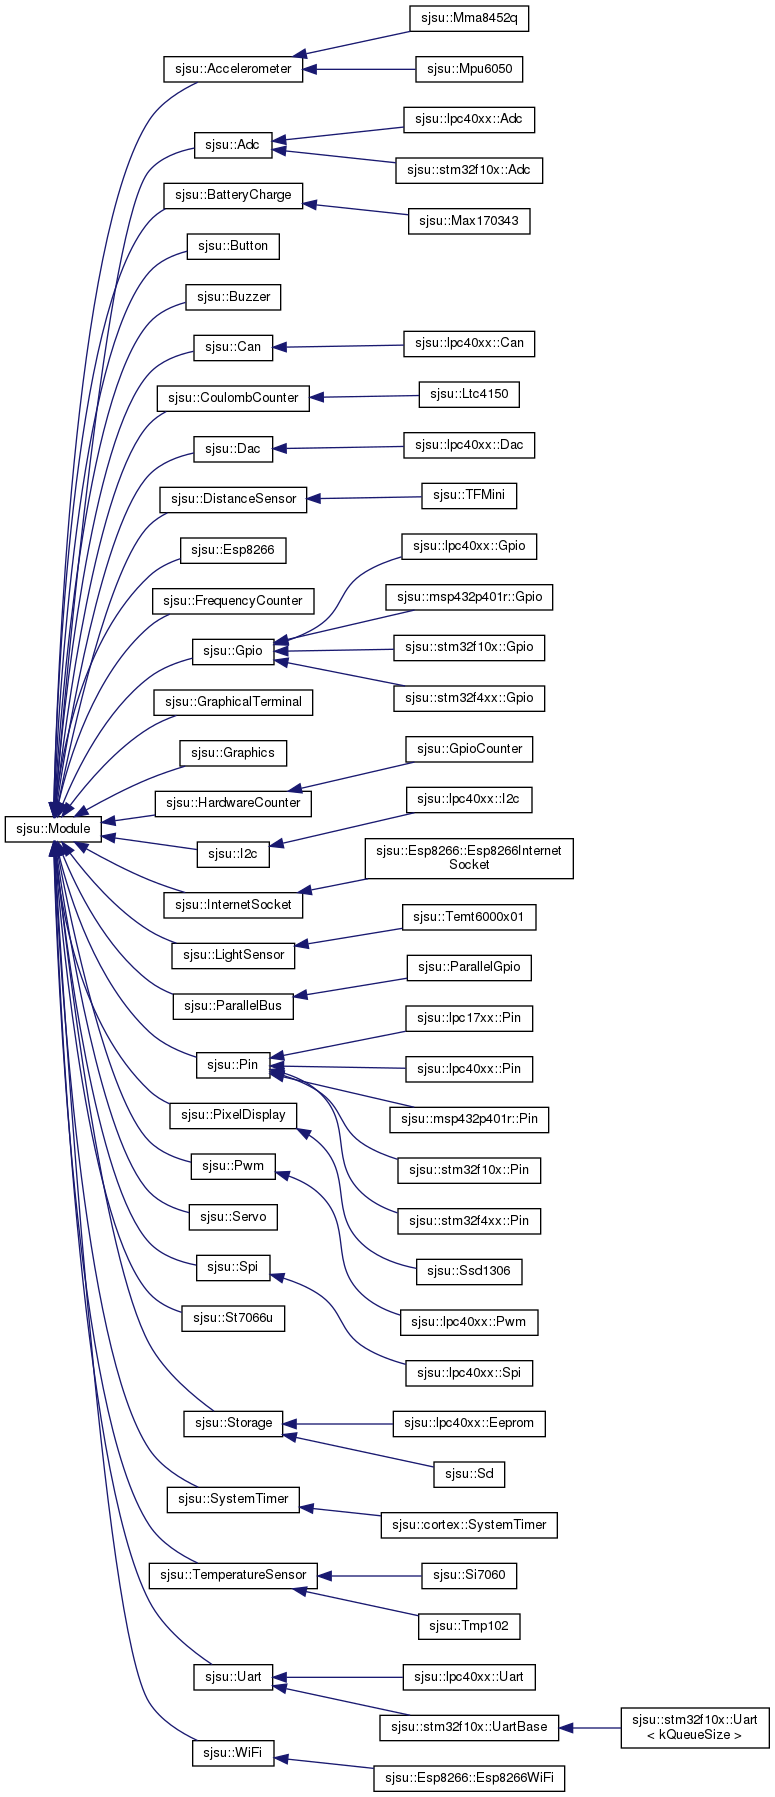 sjsu::Mma8452q
sjsu::Accelerometer
sjsu::Mpu6050
sjsu::lpc40xx::Adc
sjsu::Adc
sjsu::stm32f10x::Adc
sjsu::BatteryCharge
sjsu::Max170343
sjsu::Button
sjsu::Buzzer
sjsu::Can
sjsu::lpc40xx::Can
sjsu::CoulombCounter
sjsu::Ltc4150
sjsu::Dac
sjsu::lpc40xx::Dac
sjsu::DistanceSensor
sjsu::TFMini
sjsu::Esp8266
sjsu::lpc40xx::Gpio
sjsu::FrequencyCounter
sjsu::msp432p401r::Gpio
sjsu::Gpio
sjsu::stm32f10x::Gpio
sjsu::GraphicalTerminal
sjsu::stm32f4xx::Gpio
sjsu::Graphics
sjsu::GpioCounter
sjsu::HardwareCounter
sjsu::lpc40xx::I2c
sjsu::Module
sjsu::I2c
sjsu::Esp8266::Esp8266Internet
Socket
sjsu::InternetSocket
sjsu::Temt6000x01
sjsu::LightSensor
sjsu::ParallelGpio
sjsu::ParallelBus
sjsu::lpc17xx::Pin
sjsu::Pin
sjsu::lpc40xx::Pin
sjsu::PixelDisplay
sjsu::msp432p401r::Pin
sjsu::Pwm
sjsu::stm32f10x::Pin
sjsu::Servo
sjsu::stm32f4xx::Pin
sjsu::Spi
sjsu::Ssd1306
sjsu::St7066u
sjsu::lpc40xx::Pwm
sjsu::lpc40xx::Spi
sjsu::Storage
sjsu::lpc40xx::Eeprom
sjsu::Sd
sjsu::SystemTimer
sjsu::cortex::SystemTimer
sjsu::TemperatureSensor
sjsu::Si7060
sjsu::Tmp102
sjsu::Uart
sjsu::lpc40xx::Uart
sjsu::stm32f10x::UartBase
sjsu::stm32f10x::Uart
< kQueueSize >
sjsu::WiFi
sjsu::Esp8266::Esp8266WiFi